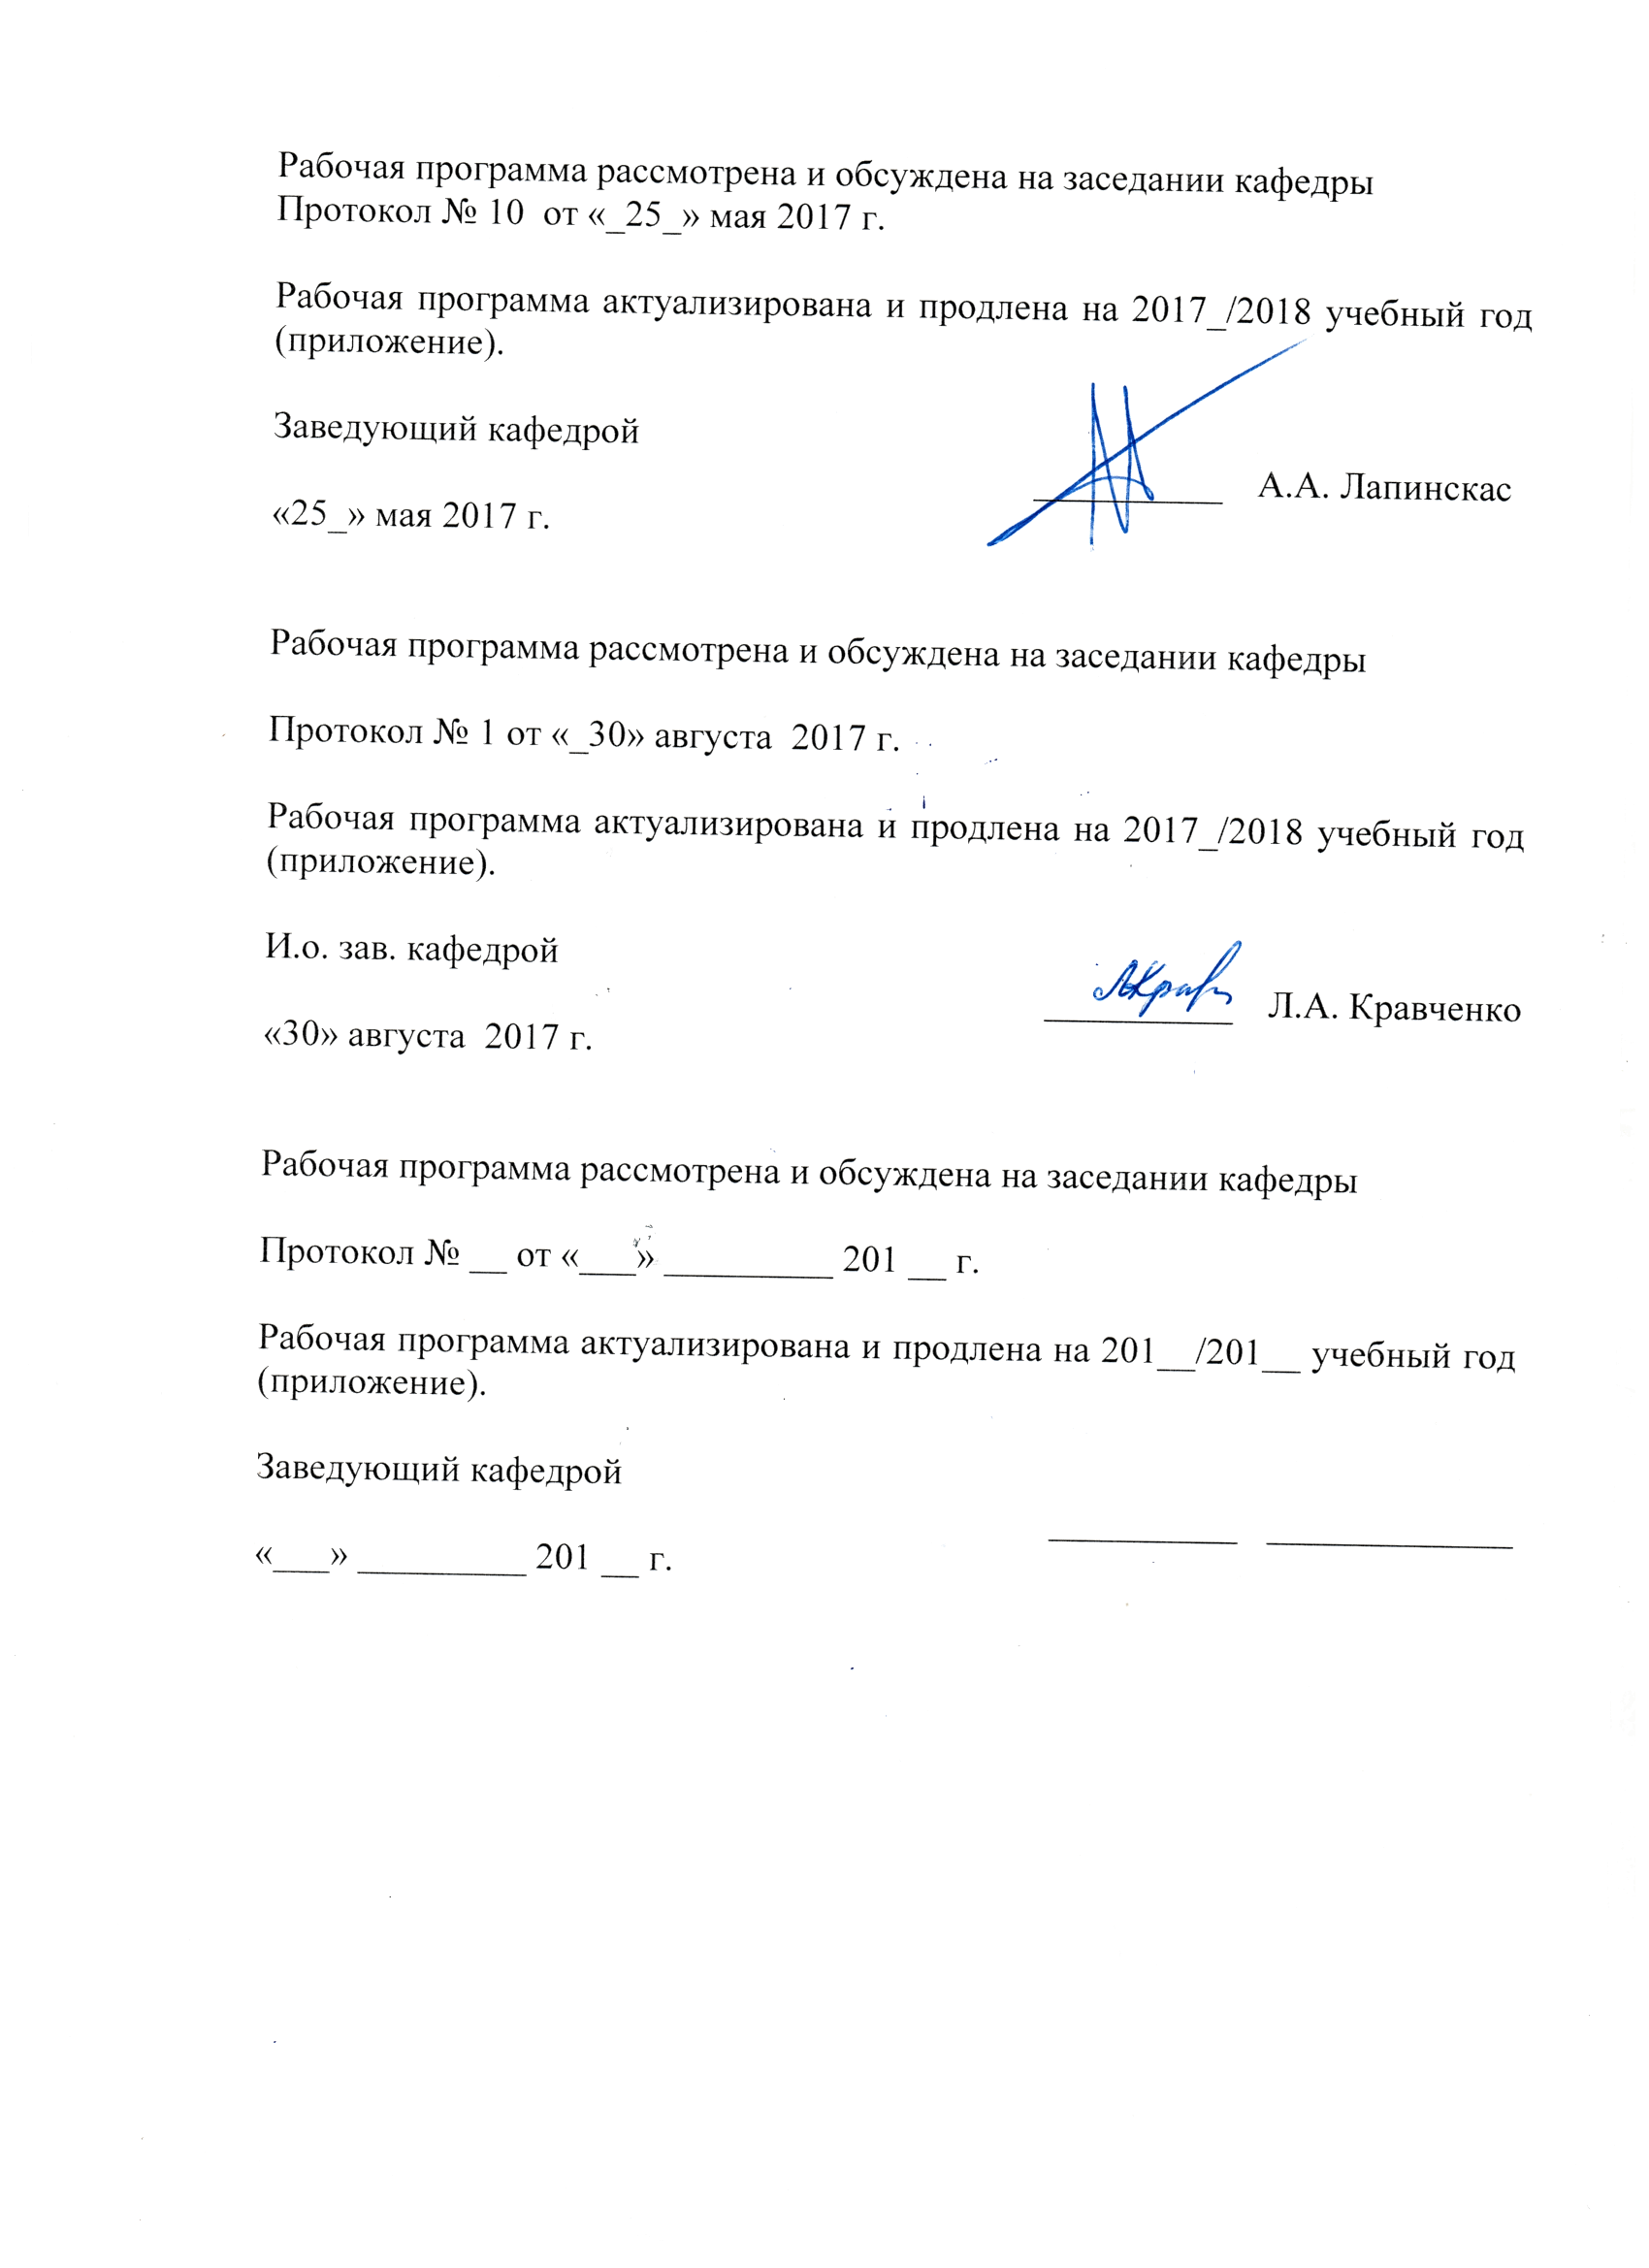 Рабочая программа рассмотрена и обсуждена на заседании кафедры
Протокол № 10 от «_25_» мая 2017 г.
Рабочая программа актуализирована и продлена на 2017_/2018 учебный год
(приложение).
Заведующий кафедрой
__________ А.А. Лапинскас
«25_» мая 2017 г.
Рабочая программа рассмотрена и обсуждена на заседании кафедры
Протокол № 1 от «_30» августа 2017 г.
Рабочая программа актуализирована и продлена на 2017_/2018 учебный год
(приложение).
И.о. зав. кафедрой
__________ Л.А. Кравченко
«30» августа 2017 г.
Рабочая программа рассмотрена и обсуждена на заседании кафедры
Протокол № __ от «___» _________ 201 __ г.
Рабочая программа актуализирована и продлена на 201__/201__ учебный год
(приложение).
Заведующий кафедрой
__________ _____________
«___» _________ 201 __ г.